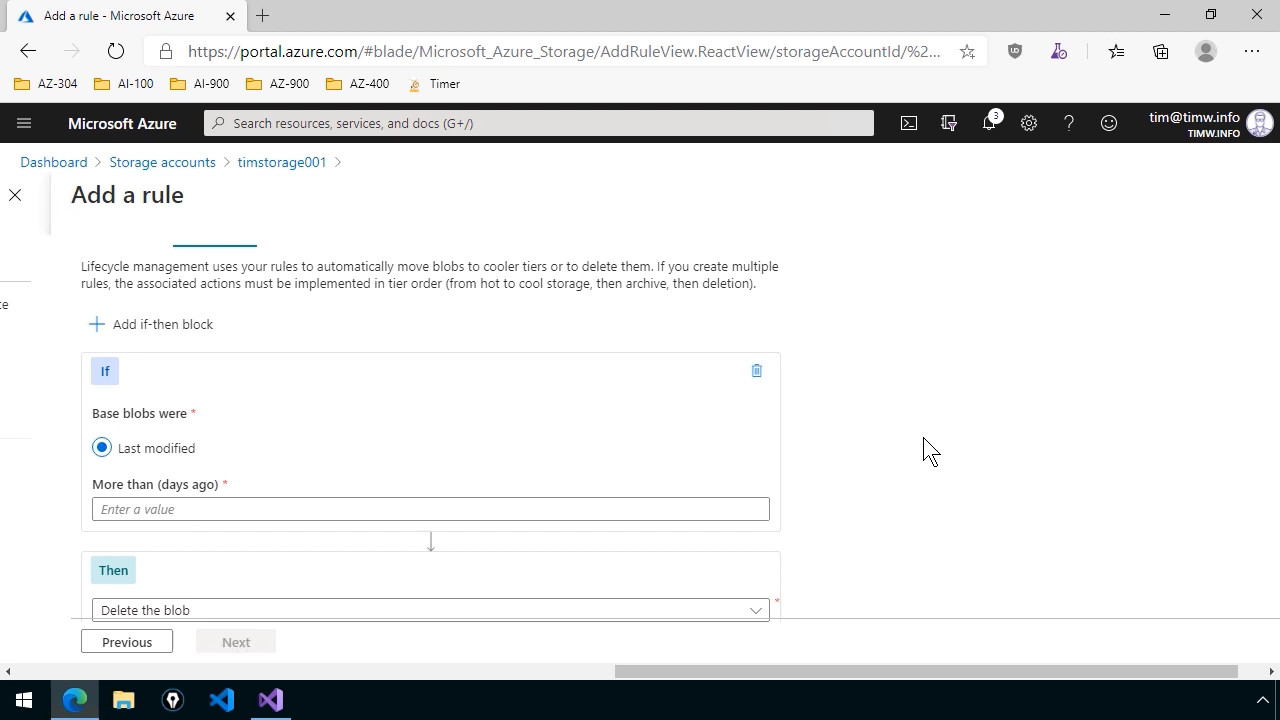 Add a rule - Microsoft Azure
https://portal.azure.com/#blade/Microsoft_Azure_Storage/AddRuleView.ReactView/storageAccountId/%2...
AZ-304
AI-100
AI-900
AZ-900
AZ-400
Timer
Microsoft Azure
Search resources, services, and docs (G+/)
3
tim@timw.info
TIMW.INFO
Dashboard > Storage accounts > timstorage001 >
Add a rule
Lifecycle management uses your rules to automatically move blobs to cooler tiers or to delete them. If you create multiple
rules, the associated actions must be implemented in tier order (from hot to cool storage, then archive, then deletion).
Add if-then block
If
Base blobs were *
Last modified
More than (days ago) *
Enter a value
Then
Delete the blob
*
Previous
Next